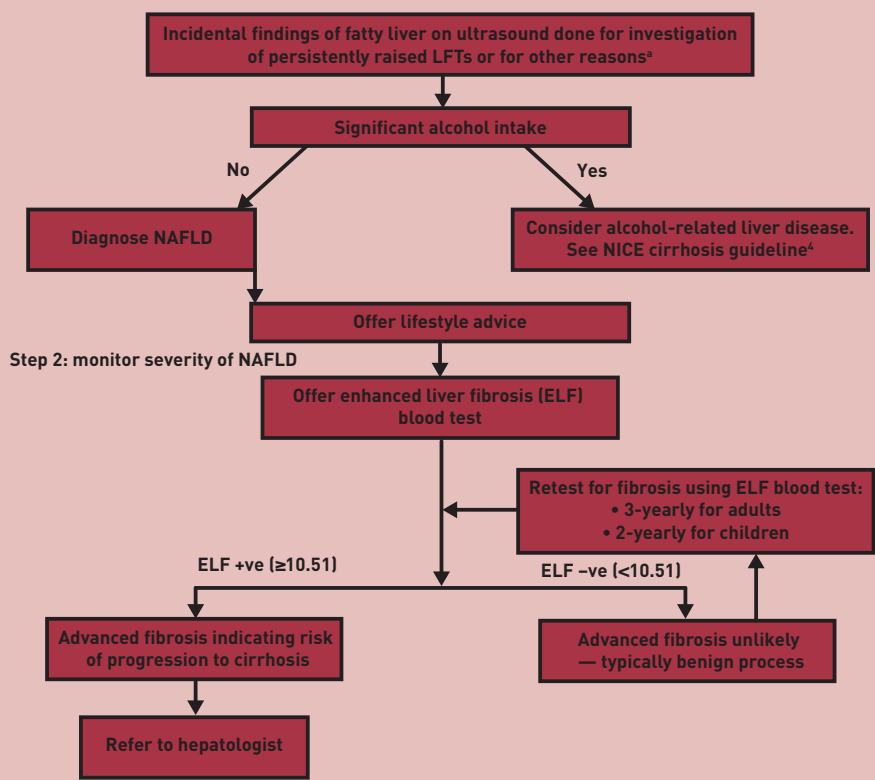 Incidental findings of fatty liver on ultrasound done for investigation
of persistently raised LFTs or for other reasonsᵃ
Significant alcohol intake
No
Yes
Diagnose NAFLD
Consider alcohol-related liver disease.
See NICE cirrhosis guideline⁴
Offer lifestyle advice
Step 2: monitor severity of NAFLD
Offer enhanced liver fibrosis (ELF)
blood test
Retest for fibrosis using ELF blood test:
• 3-yearly for adults
• 2-yearly for children
ELF +ve (≥10.51)
ELF –ve (<10.51)
Advanced fibrosis indicating risk
of progression to cirrhosis
Advanced fibrosis unlikely
— typically benign process
Refer to hepatologist